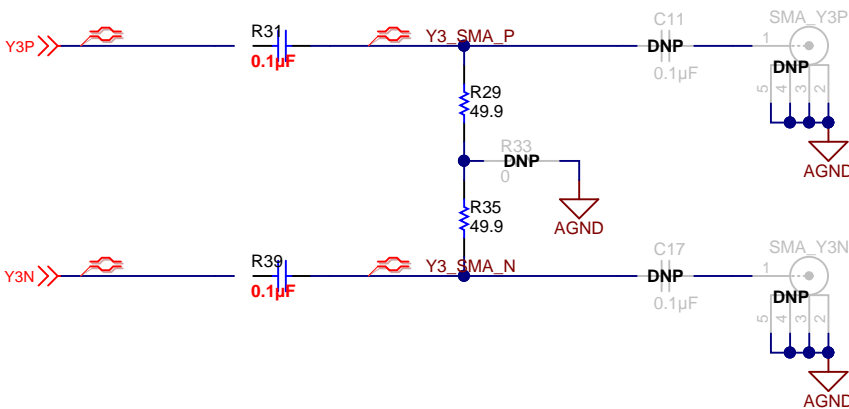 C11
SMA_Y3P
R31
Y3_SMA_P
Y3P
DNP
1
0.1µF
0.1µF
DNP
R29
49.9
5
4
3
2
R33
DNP
0
AGND
R35
49.9
AGND
C17
SMA_Y3N
R39
Y3_SMA_N
Y3N
DNP
1
0.1µF
0.1µF
DNP
5
4
3
2
AGND